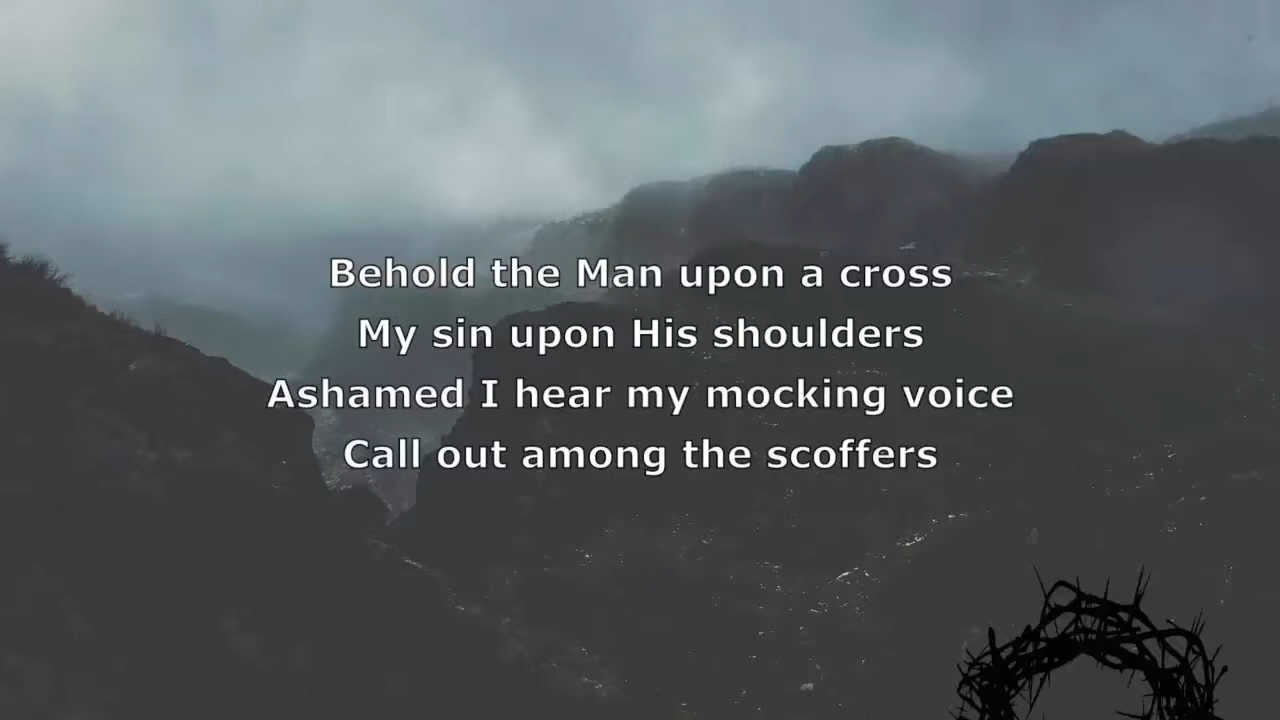 Behold the Man upon a cross
My sin upon His shoulders
Ashamed I hear my mocking voice
Call out among the scoffers